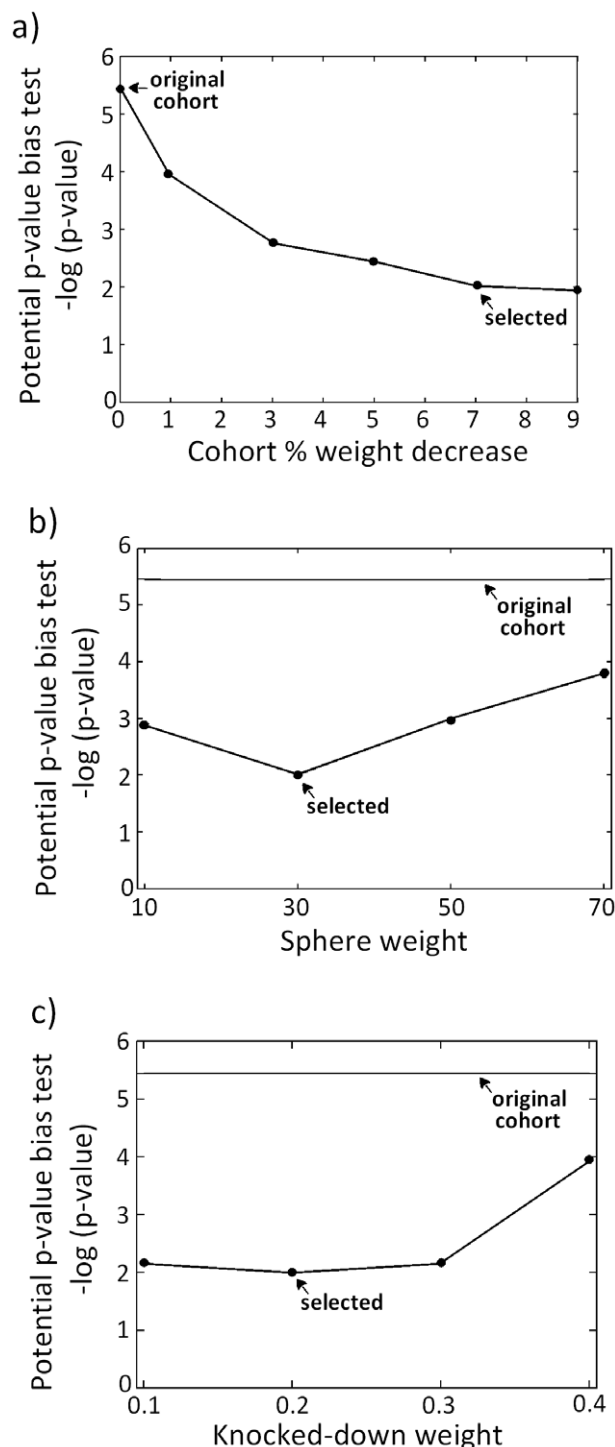 a)
Potential p-value bias test
-log (p-value)
6
5
4
3
2
1
0
original
cohort
selected
0 1 2 3 4 5 6 7 8 9
Cohort % weight decrease
b)
Potential p-value bias test
-log (p-value)
6
5
4
3
2
1
0
original
cohort
selected
10 30 50 70
Sphere weight
c)
Potential p-value bias test
-log (p-value)
6
5
4
3
2
1
0
original
cohort
selected
0.1 0.2 0.3 0.4
Knocked-down weight